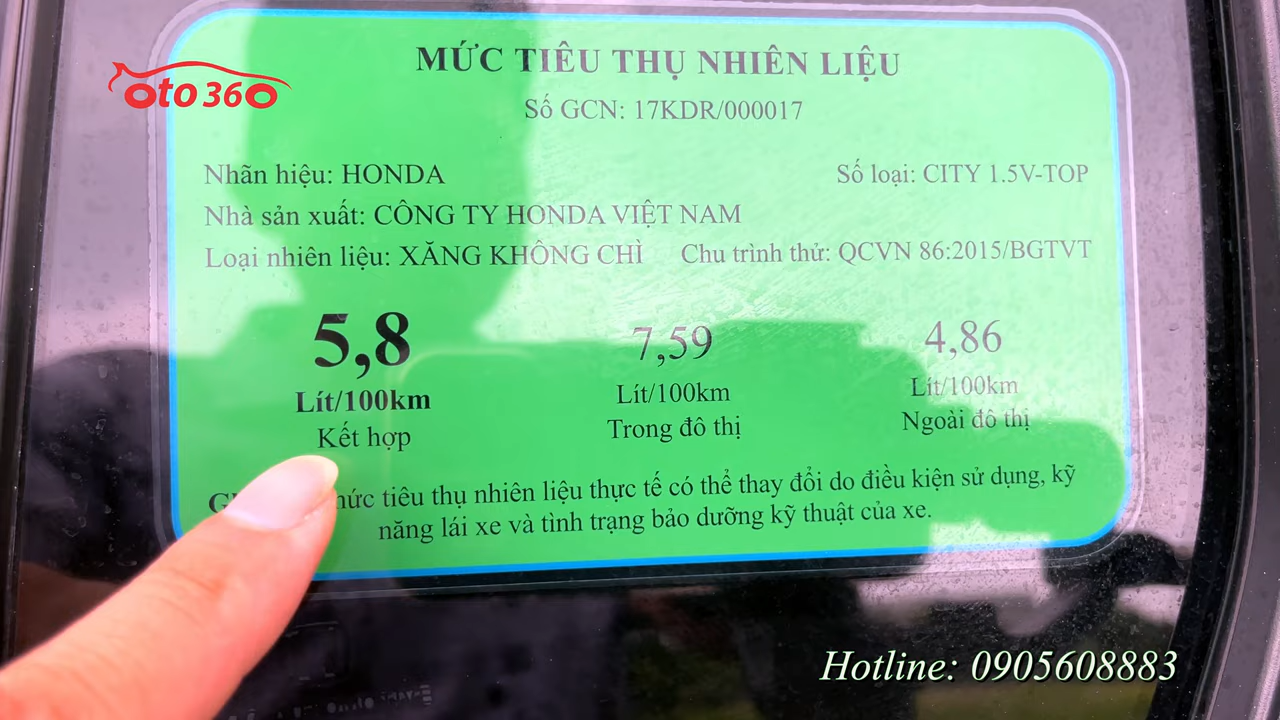 oto360
MỨC TIÊU THỤ NHIÊN LIỆU
Số GCN: 17KDR/000017
Nhãn hiệu: HONDA Số loại: CITY 1.5V-TOP
Nhà sản xuất: CÔNG TY HONDA VIỆT NAM
Loại nhiên liệu: XĂNG KHÔNG CHÌ Chu trình thử: QCVN 86:2015/BGTVT
5,8 7,59 4,86
Lít/100km Lít/100km Lít/100km
Kết hợp Trong đô thị Ngoài đô thị
tiêu thụ nhiên liệu thực tế có thể thay đổi do điều kiện sử dụng, kỹ
năng lái xe và tình trạng bảo dưỡng kỹ thuật của xe.
Hotline: 0905608883